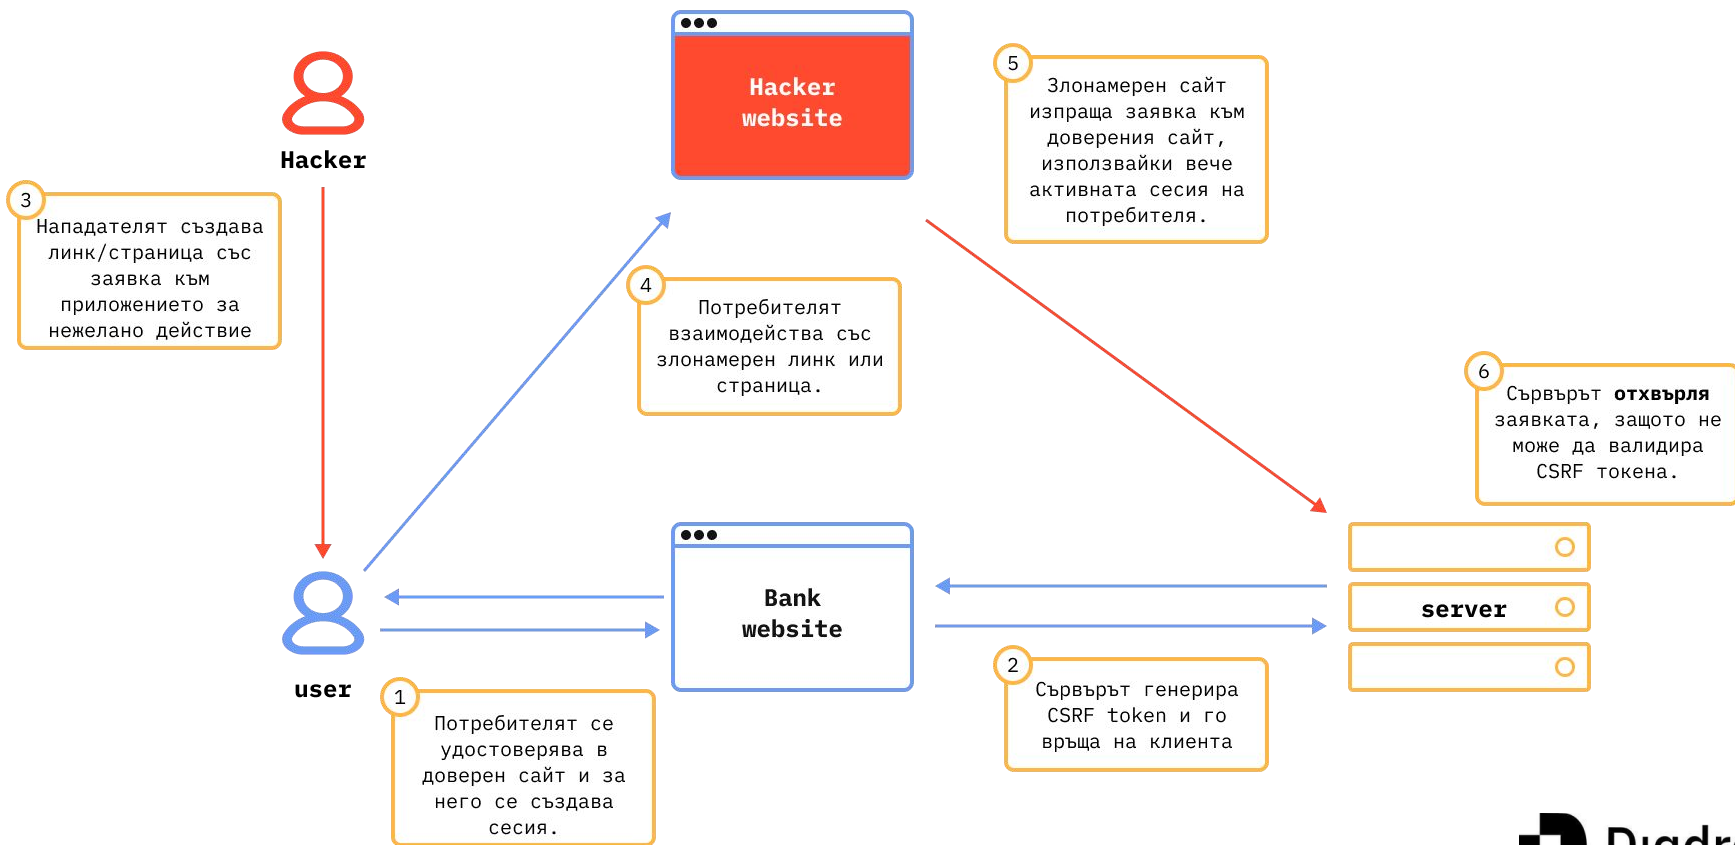 Hacker
website
5
Злонамерен сайт
изпраща заявка към
доверения сайт,
използвайки вече
активната сесия на
потребителя.
Hacker
3
Нападателят създава
линк/страница със
заявка към
приложението за
нежелано действие
4
Потребителят
взаимодейства със
злонамерен линк или
страница.
6
Сървърът отхвърля
заявката, защото не
може да валидира
CSRF токена.
Bank
website
server
user
2
Сървърът генерира
CSRF token и го
връща на клиента
1
Потребителят се
удостоверява в
доверен сайт и за
него се създава
сесия.